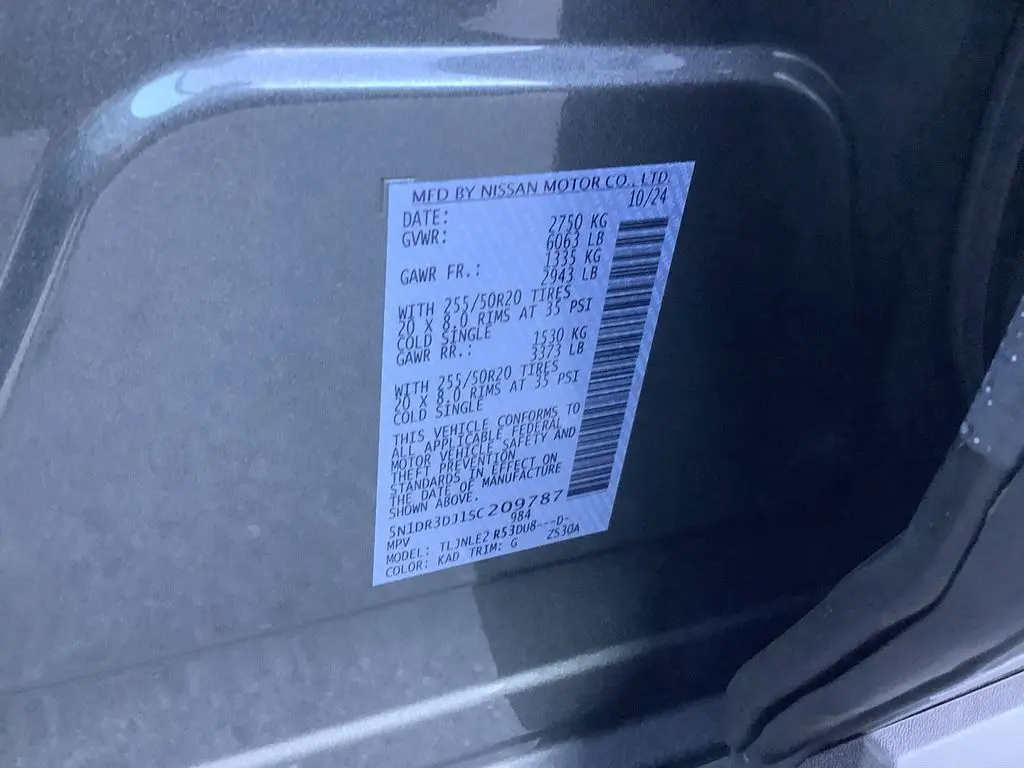 MFD BY NISSAN MOTOR CO., LTD.
DATE: 10/24
GVWR: 2750 KG
6063 LB
GAWR FR.: 1335 KG
2943 LB
WITH 255/50R20 TIRES
20 X 8.0 RIMS AT 35 PSI
COLD SINGLE
GAWR RR.: 1530 KG
3373 LB
WITH 255/50R20 TIRES
20 X 8.0 RIMS AT 35 PSI
COLD SINGLE
THIS VEHICLE CONFORMS TO
ALL APPLICABLE FEDERAL
MOTOR VEHICLE SAFETY AND
THEFT PREVENTION
STANDARDS IN EFFECT ON
THE DATE OF MANUFACTURE
SHOWN ABOVE.
5N1DR3DJ1SC209787
MPV 984
MODEL: TLJNLE2 R53DU8---D-
COLOR: KAD TRIM: G ZS30A